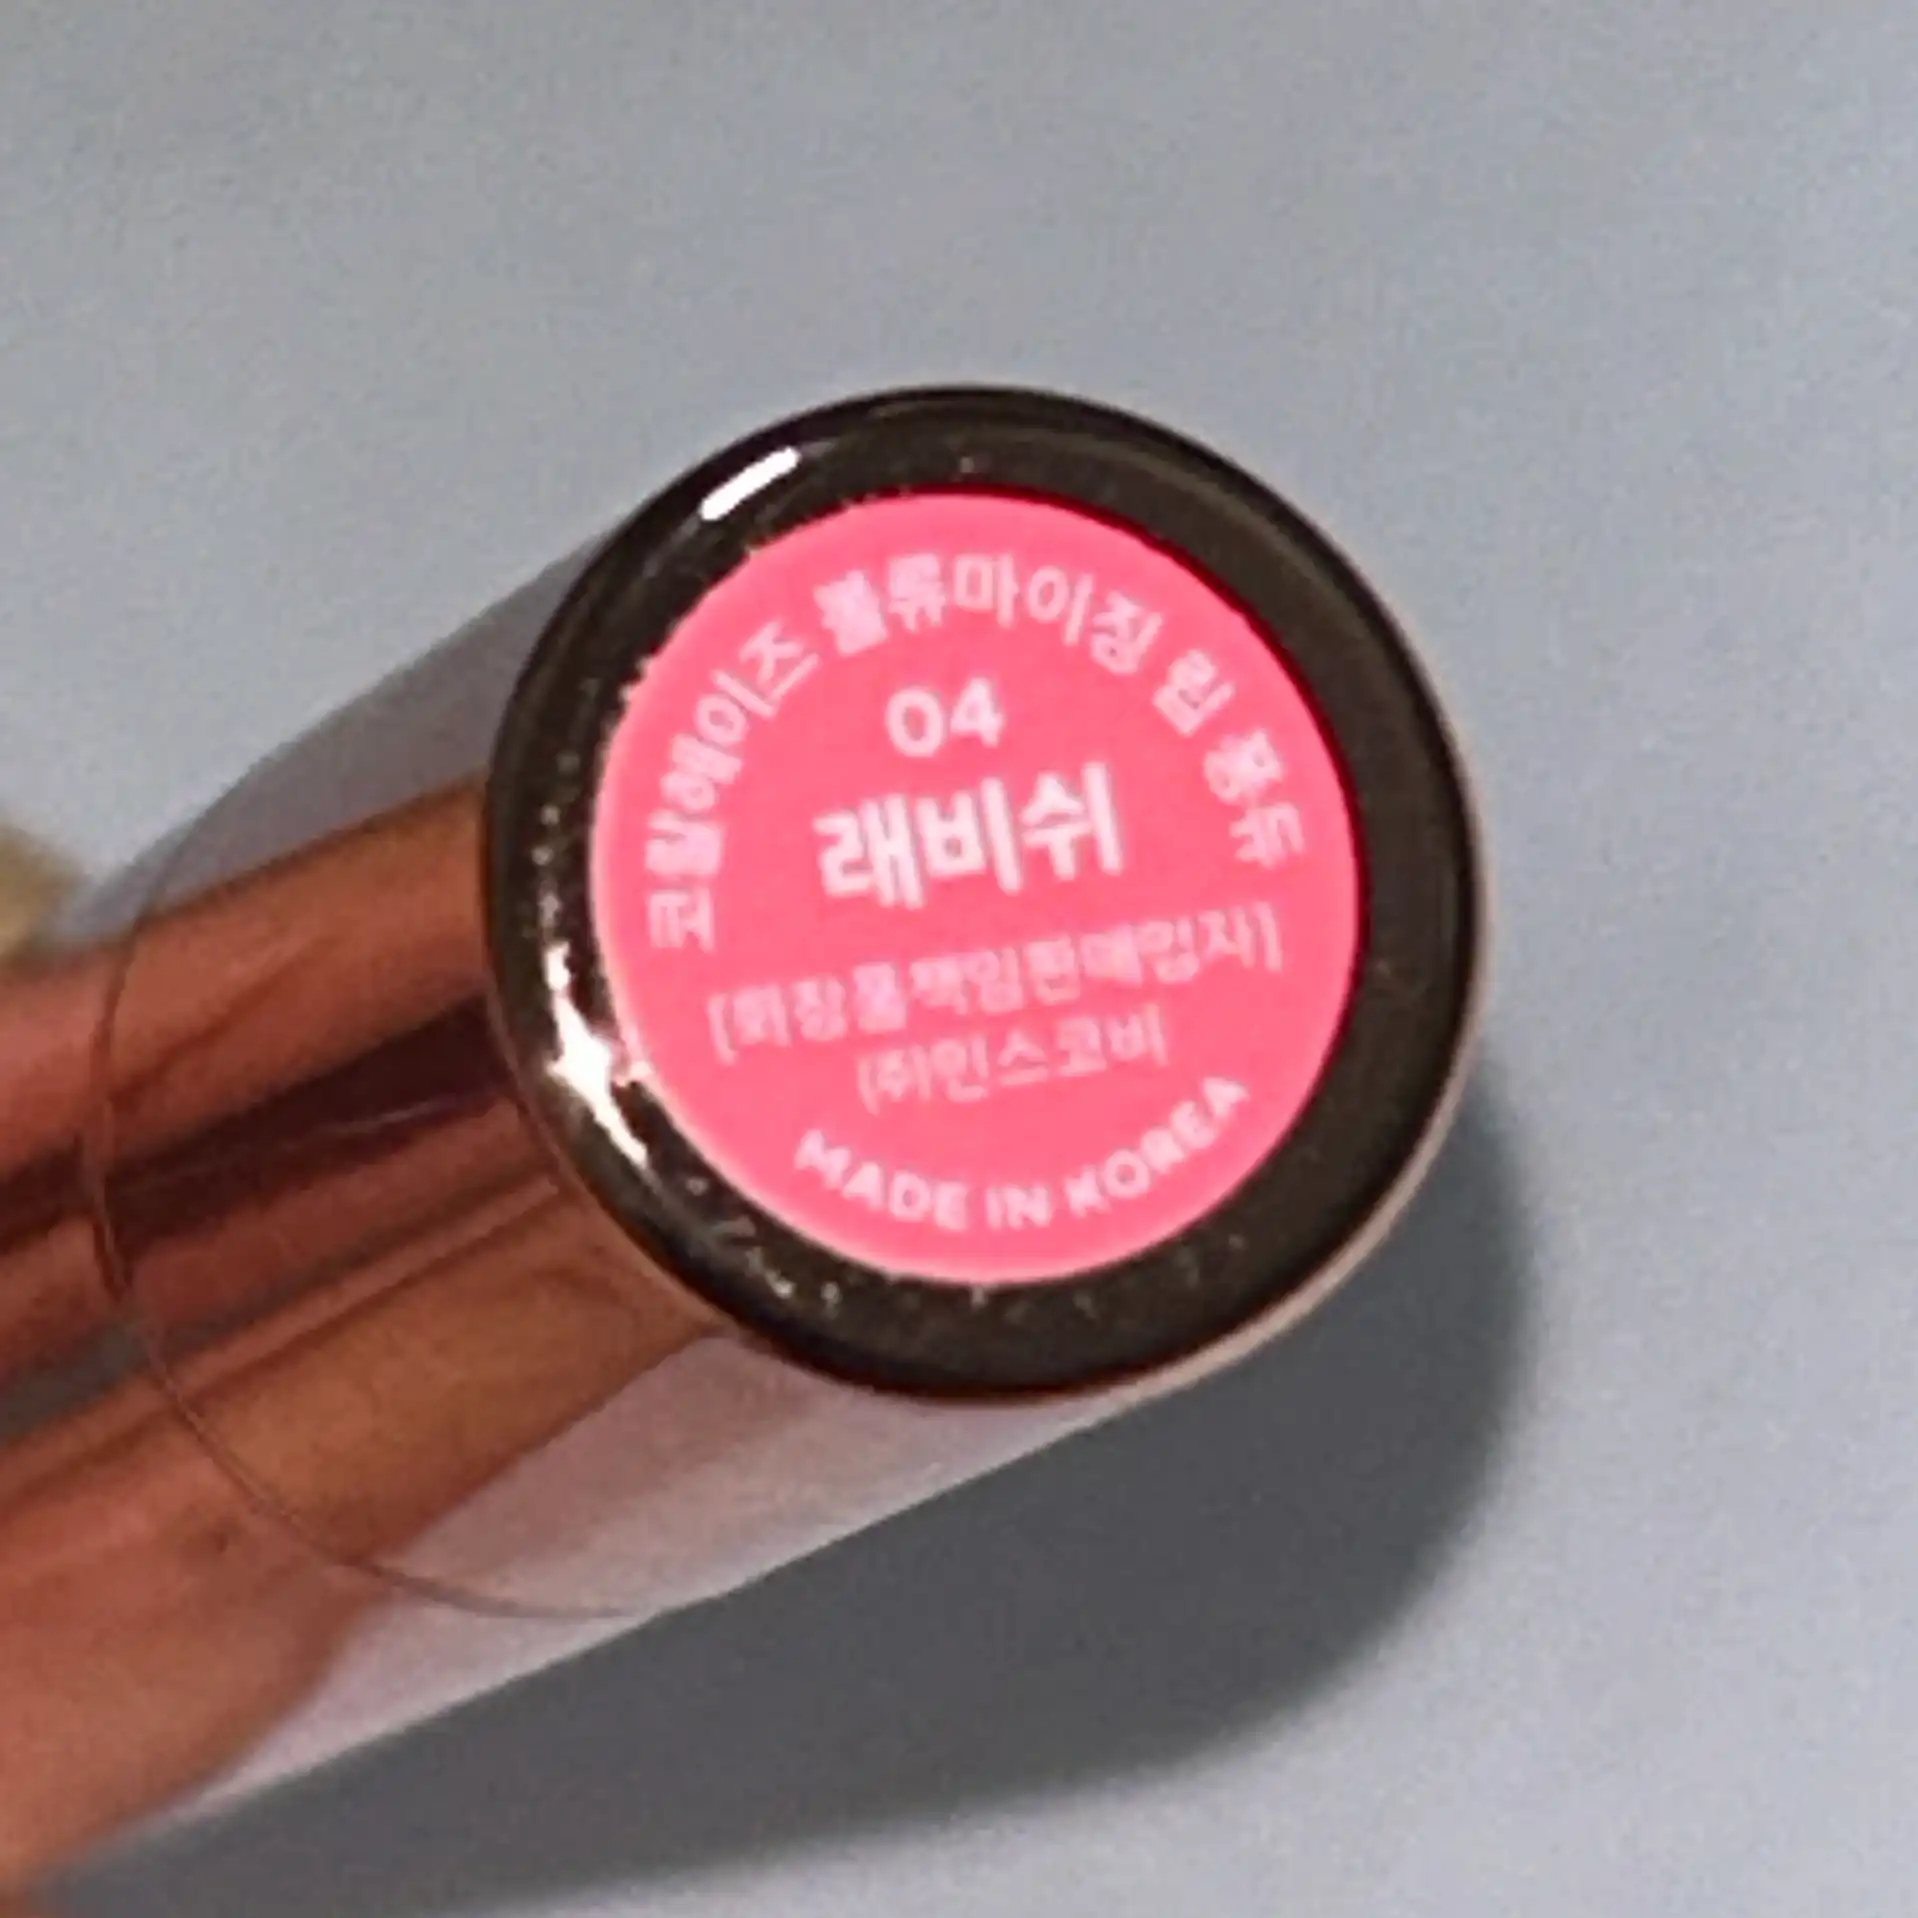 코랄헤이즈 볼류마이징 립 퐁듀
04
래비쉬
[화장품책임판매업자]
(주)인스코비
MADE IN KOREA